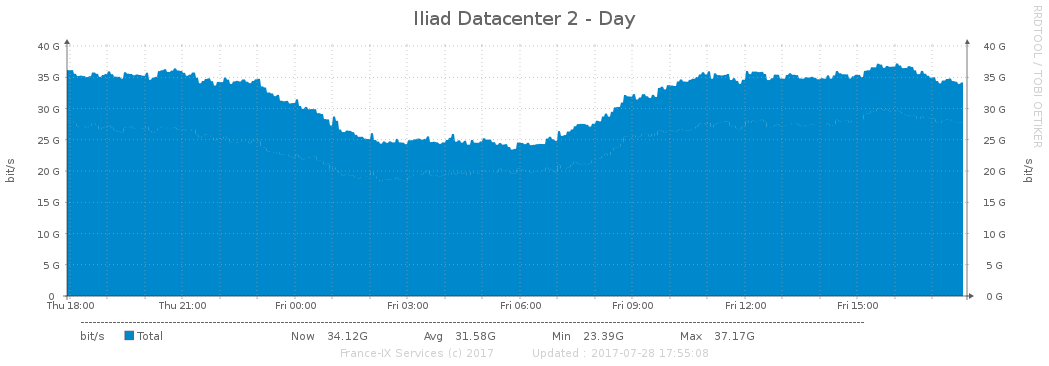 Iliad Datacenter 2 - Day
RRDTOOL / TOBI OETIKER
40 G 40 G
35 G 35 G
30 G 30 G
25 G 25 G
20 G 20 G
15 G 15 G
10 G 10 G
5 G 5 G
0 0 G
bit/s bit/s
Thu 18:00 Thu 21:00 Fri 00:00 Fri 03:00 Fri 06:00 Fri 09:00 Fri 12:00 Fri 15:00
bit/s Total Now 34.12G Avg 31.58G Min 23.39G Max 37.17G
France-IX Services (c) 2017 Updated : 2017-07-28 17:55:08